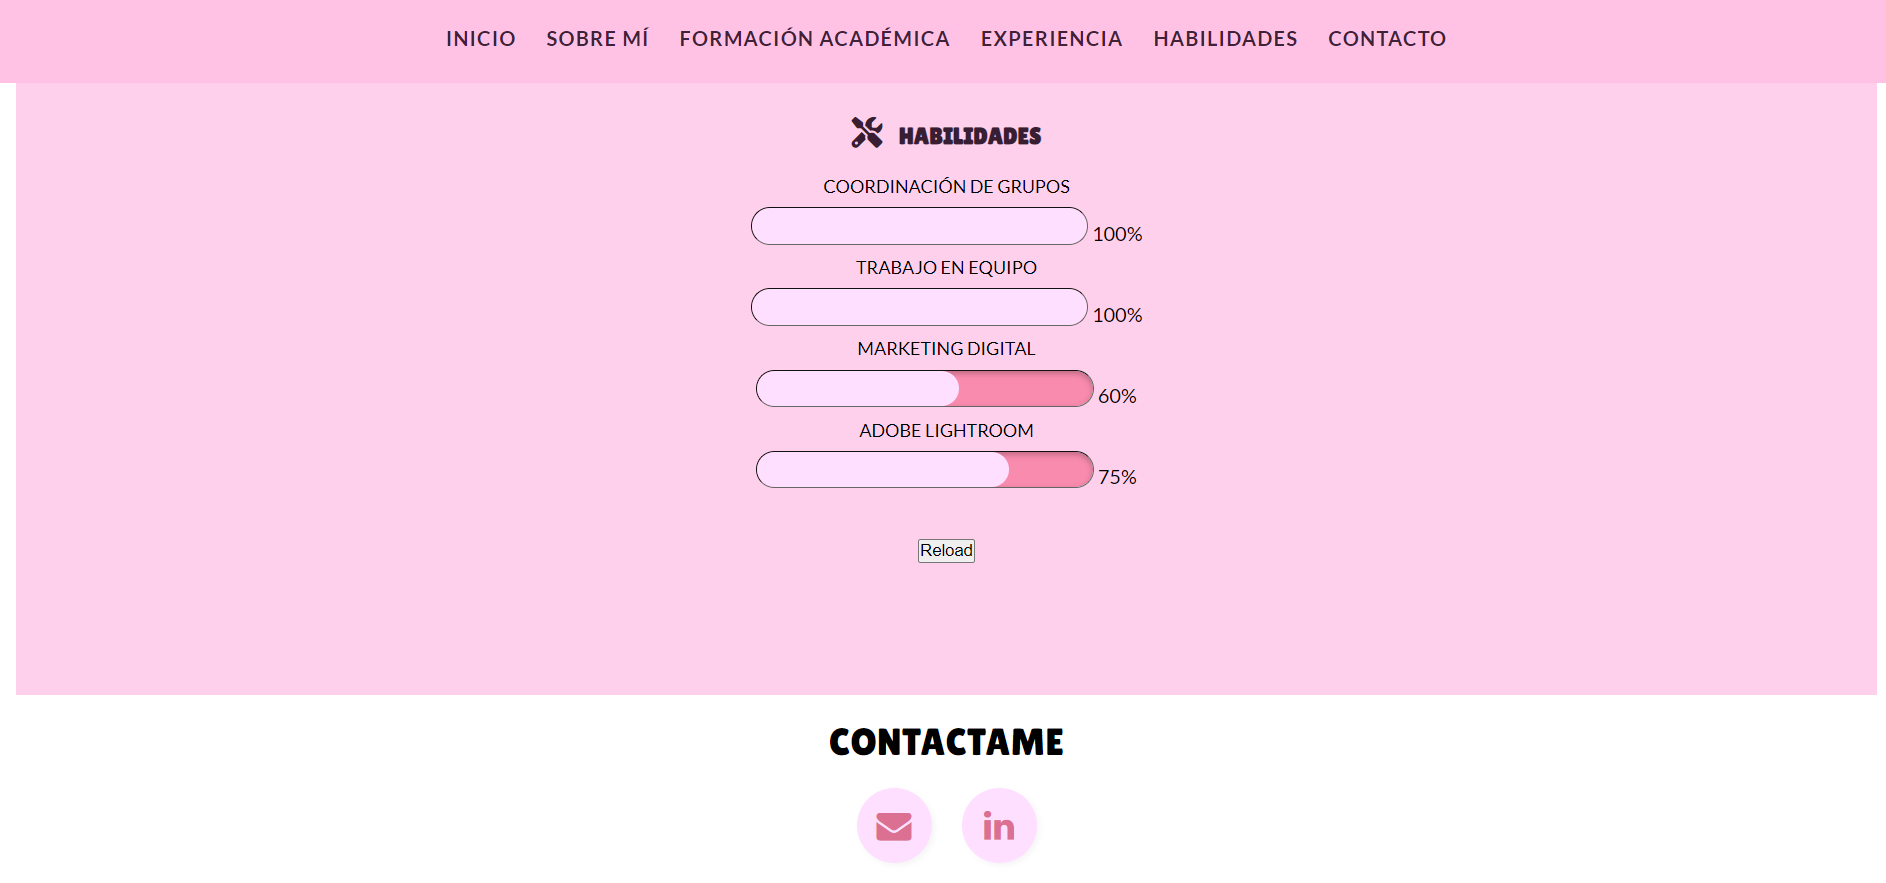 INICIO SOBRE MÍ FORMACIÓN ACADÉMICA EXPERIENCIA HABILIDADES CONTACTO
HABILIDADES
COORDINACIÓN DE GRUPOS
100%
TRABAJO EN EQUIPO
100%
MARKETING DIGITAL
60%
ADOBE LIGHTROOM
75%
Reload
CONTACTAME
in